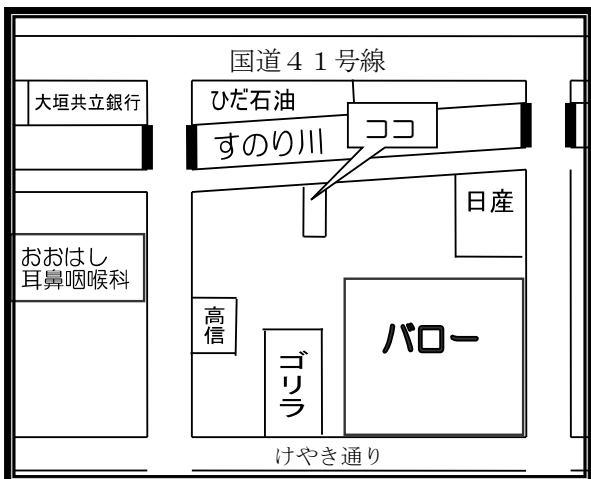 国道４１号線
大垣共立銀行
ひだ石油
ココ
すのり川
日産
おおはし
耳鼻咽喉科
高信
バロー
ゴリラ
けやき通り